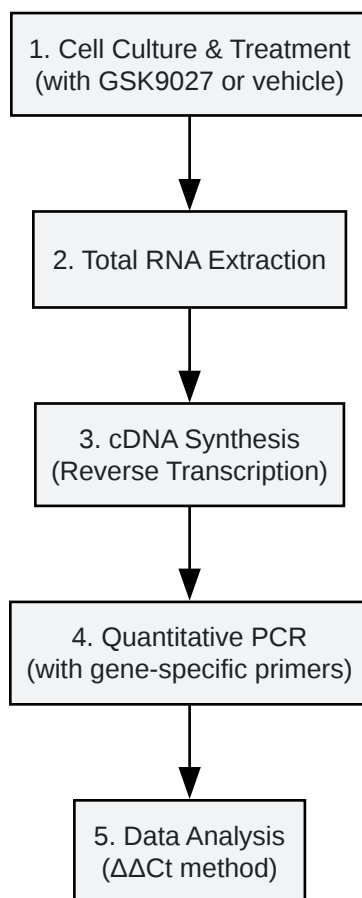 1. Cell Culture & Treatment
(with GSK9027 or vehicle)
2. Total RNA Extraction
3. cDNA Synthesis
(Reverse Transcription)
4. Quantitative PCR
(with gene-specific primers)
5. Data Analysis
(ΔΔCt method)